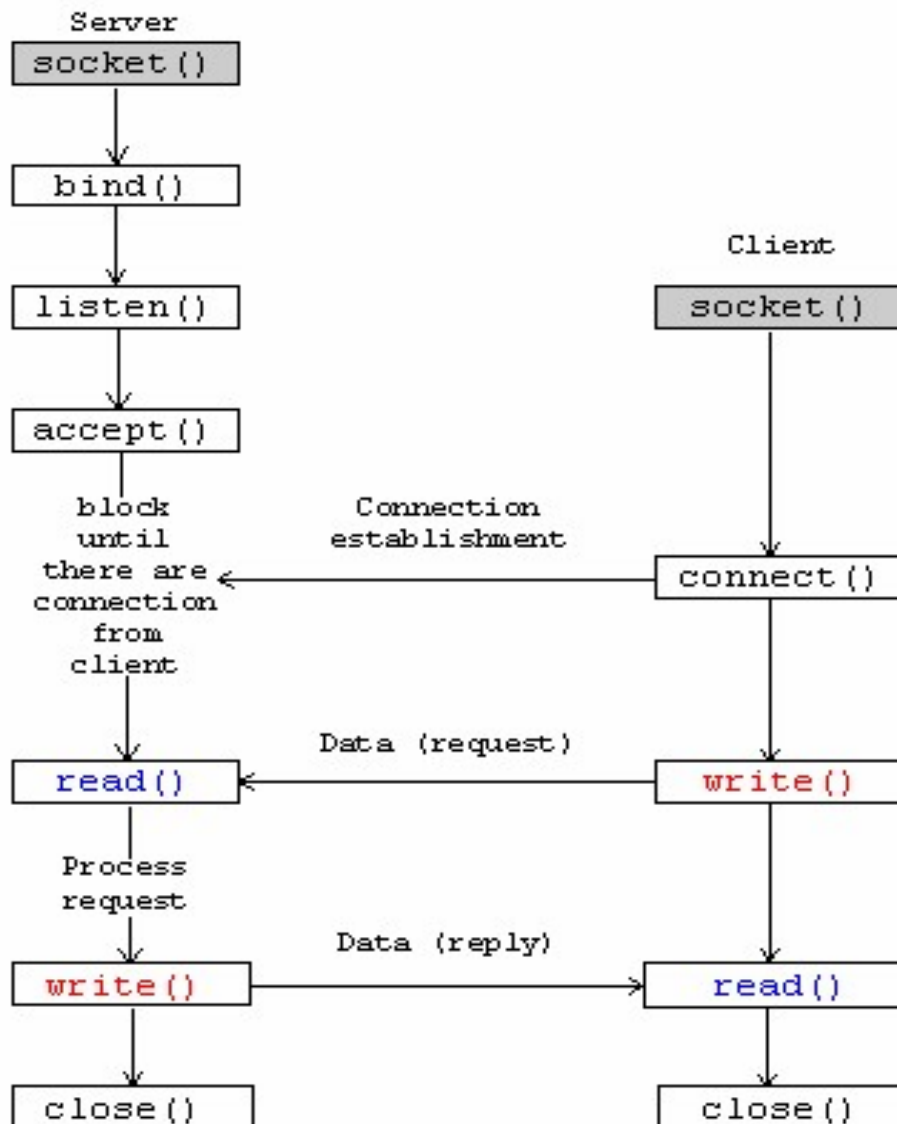 Server
socket()
bind()
listen()
accept()
block
until
there are
connection
from
client
read()
Process
request
write()
close()
Connection
establishment
Data (request)
Data (reply)
Client
socket()
connect()
write()
read()
close()